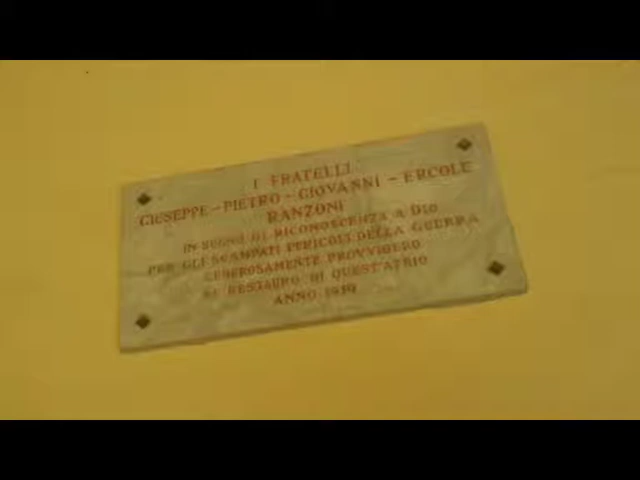 I FRATELLI
GIUSEPPE - PIETRO - GIOVANNI - ERCOLE
RANZONI
IN SEGNO DI RICONOSCENZA A DIO
PER GLI SCAMPATI PERICOLI DELLA GUERRA
GENEROSAMENTE PROVVIDERO
AL RESTAURO DI QUEST'ATRIO
ANNO